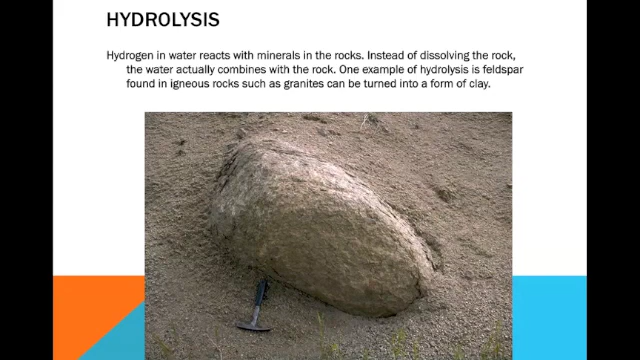 HYDROLYSIS
Hydrogen in water reacts with minerals in the rocks. Instead of dissolving the rock,
the water actually combines with the rock. One example of hydrolysis is feldspar
found in igneous rocks such as granites can be turned into a form of clay.